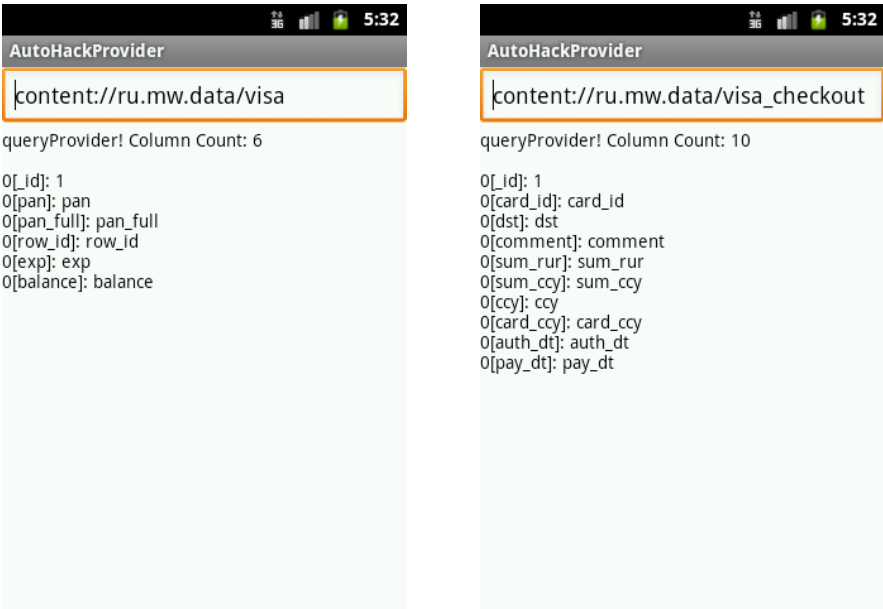 3G 5:32
AutoHackProvider
content://ru.mw.data/visa
queryProvider! Column Count: 6
0[_id]: 1
0[pan]: pan
0[pan_full]: pan_full
0[row_id]: row_id
0[exp]: exp
0[balance]: balance
3G 5:32
AutoHackProvider
content://ru.mw.data/visa_checkout
queryProvider! Column Count: 10
0[_id]: 1
0[card_id]: card_id
0[dst]: dst
0[comment]: comment
0[sum_rur]: sum_rur
0[sum_ccy]: sum_ccy
0[ccy]: ccy
0[card_ccy]: card_ccy
0[auth_dt]: auth_dt
0[pay_dt]: pay_dt